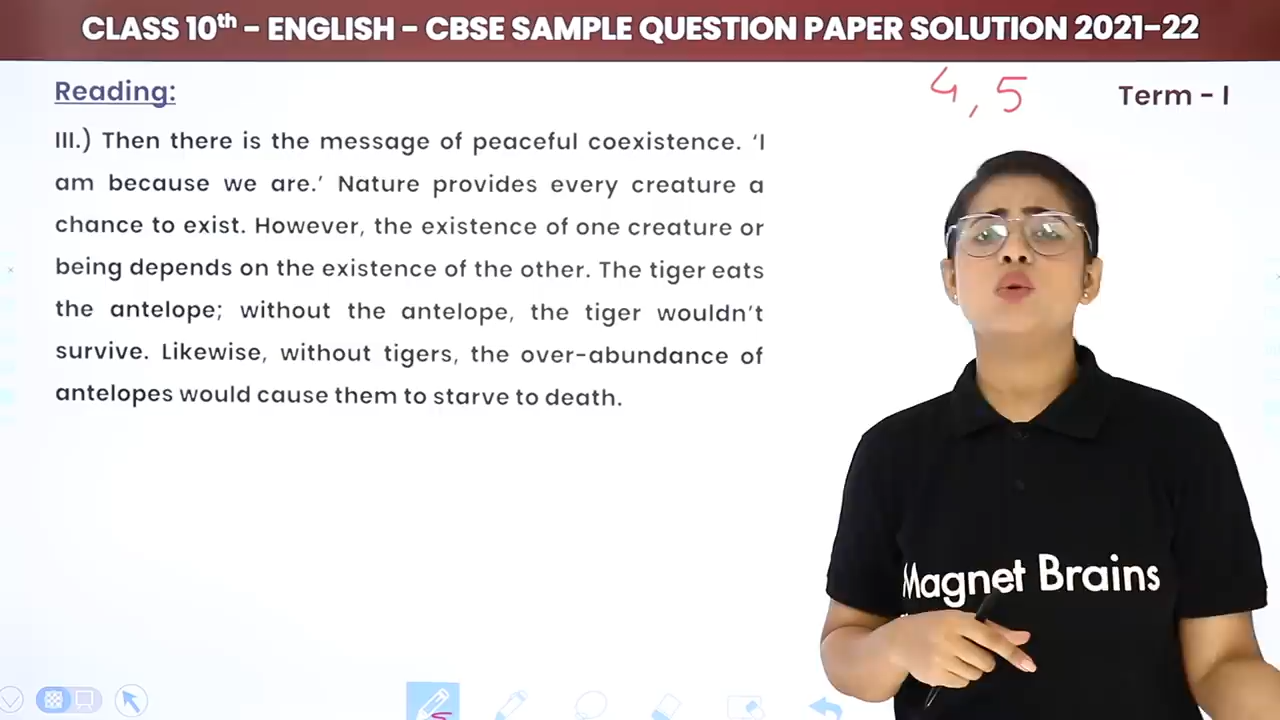 CLASS 10th - ENGLISH - CBSE SAMPLE QUESTION PAPER SOLUTION 2021-22
Reading:
4, 5
Term - I
III.) Then there is the message of peaceful coexistence. 'I
am because we are.' Nature provides every creature a
chance to exist. However, the existence of one creature or
being depends on the existence of the other. The tiger eats
the antelope; without the antelope, the tiger wouldn't
survive. Likewise, without tigers, the over-abundance of
antelopes would cause them to starve to death.
Magnet Brains